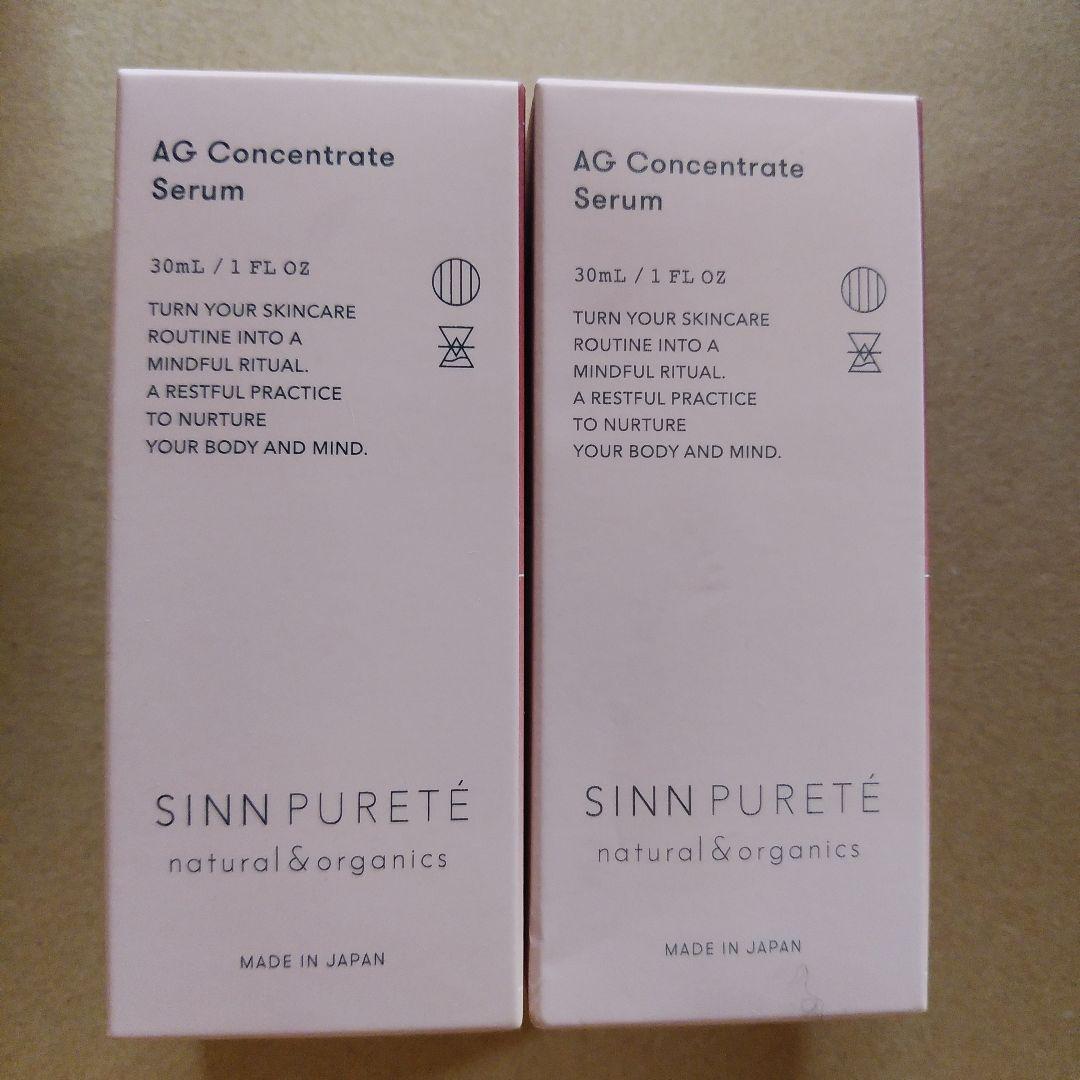 AG Concentrate
Serum
30mL / 1 FL OZ
TURN YOUR SKINCARE
ROUTINE INTO A
MINDFUL RITUAL.
A RESTFUL PRACTICE
TO NURTURE
YOUR BODY AND MIND.
SINN PURETÉ
natural & organics
MADE IN JAPAN
AG Concentrate
Serum
30mL / 1 FL OZ
TURN YOUR SKINCARE
ROUTINE INTO A
MINDFUL RITUAL.
A RESTFUL PRACTICE
TO NURTURE
YOUR BODY AND MIND.
SINN PURETÉ
natural & organics
MADE IN JAPAN